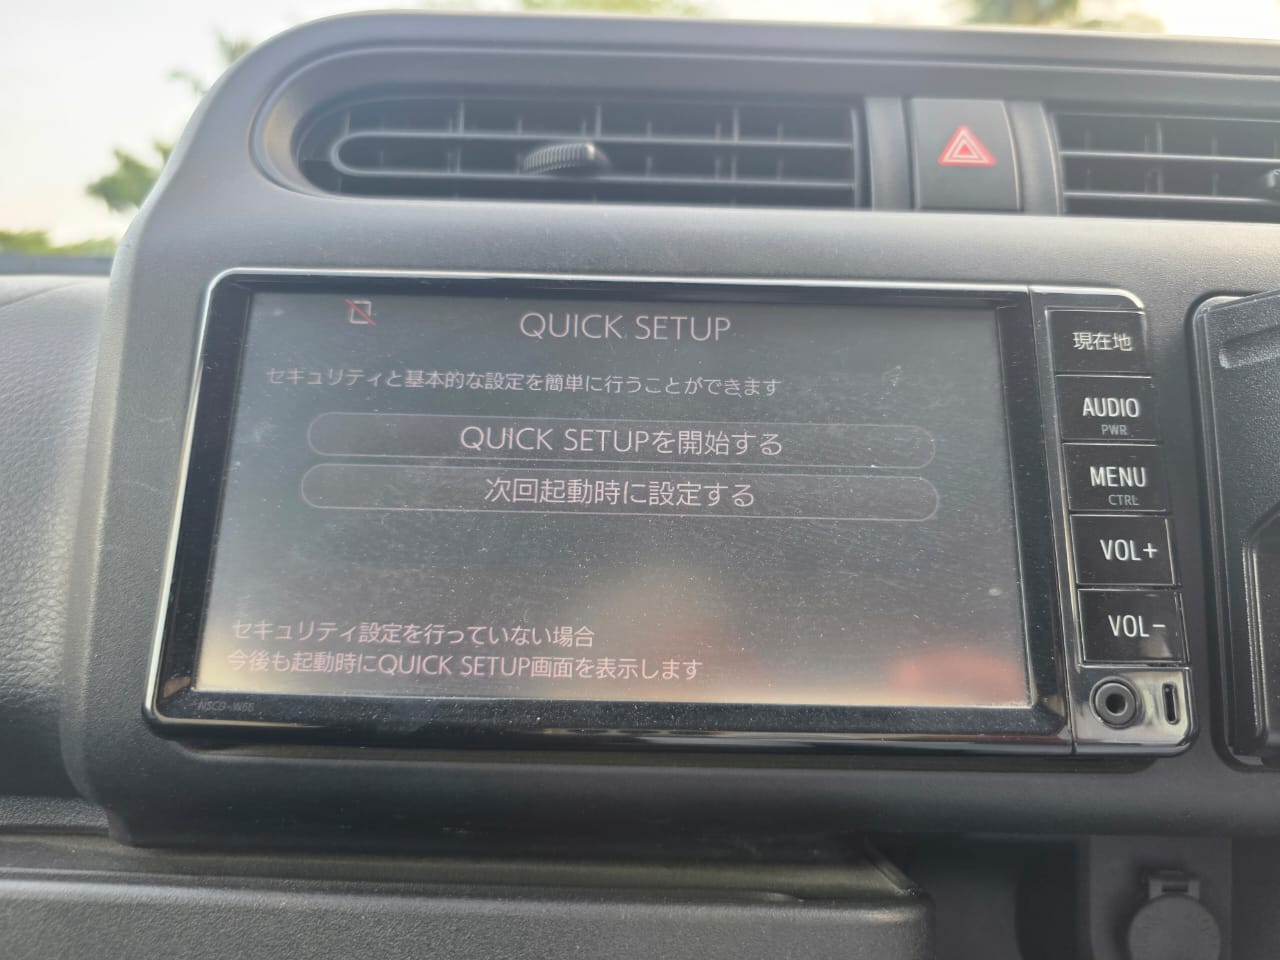 QUICK SETUP
セキュリティと基本的な設定を簡単に行うことができます
QUICK SETUPを開始する
次回起動時に設定する
セキュリティ設定を行っていない場合
今後も起動時にQUICK SETUP画面を表示します
NSCD-W66
現在地
AUDIO
PWR
MENU
CTRL
VOL+
VOL-